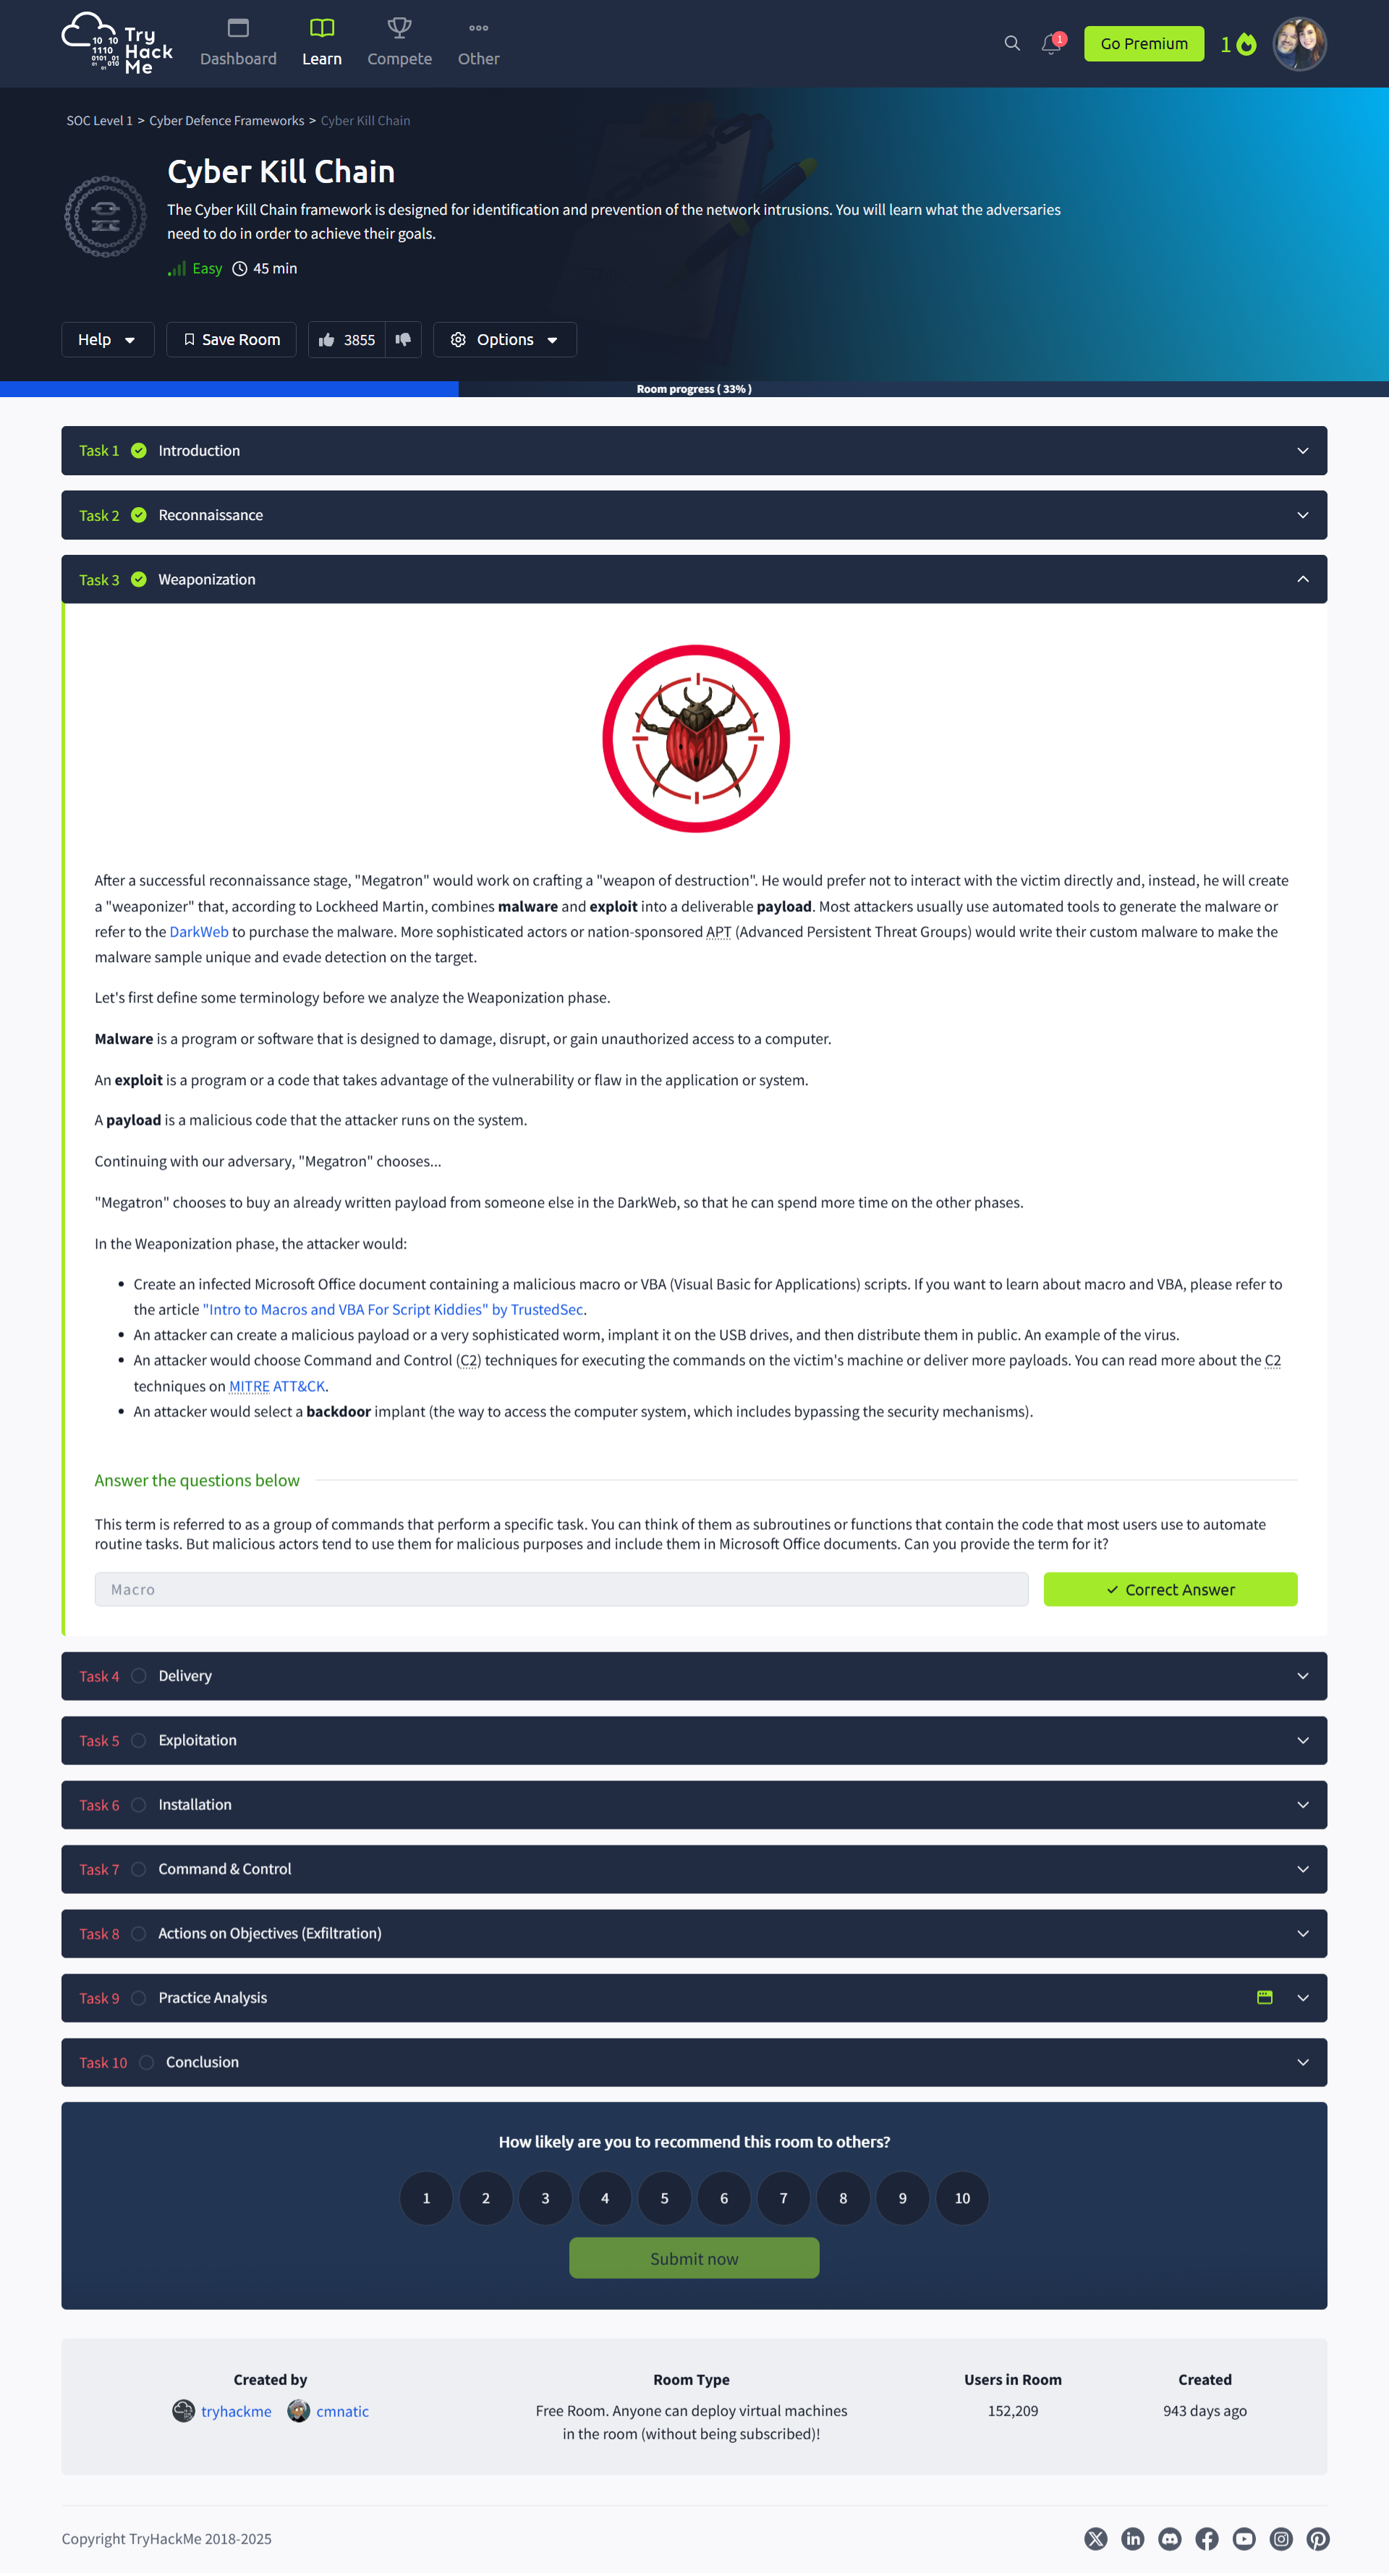 Try
Hack
Me
Dashboard
Learn
Compete
Other
1
Go Premium
1
SOC Level 1 > Cyber Defence Frameworks > Cyber Kill Chain
Cyber Kill Chain
The Cyber Kill Chain framework is designed for identification and prevention of the network intrusions. You will learn what the adversaries
need to do in order to achieve their goals.
Easy 45 min
Help
Save Room
3855
Options
Room progress ( 33% )
Task 1 Introduction
Task 2 Reconnaissance
Task 3 Weaponization
After a successful reconnaissance stage, "Megatron" would work on crafting a "weapon of destruction". He would prefer not to interact with the victim directly and, instead, he will create
a "weaponizer" that, according to Lockheed Martin, combines malware and exploit into a deliverable payload. Most attackers usually use automated tools to generate the malware or
refer to the DarkWeb to purchase the malware. More sophisticated actors or nation-sponsored APT (Advanced Persistent Threat Groups) would write their custom malware to make the
malware sample unique and evade detection on the target.
Let's first define some terminology before we analyze the Weaponization phase.
Malware is a program or software that is designed to damage, disrupt, or gain unauthorized access to a computer.
An exploit is a program or a code that takes advantage of the vulnerability or flaw in the application or system.
A payload is a malicious code that the attacker runs on the system.
Continuing with our adversary, "Megatron" chooses...
"Megatron" chooses to buy an already written payload from someone else in the DarkWeb, so that he can spend more time on the other phases.
In the Weaponization phase, the attacker would:
• Create an infected Microsoft Office document containing a malicious macro or VBA (Visual Basic for Applications) scripts. If you want to learn about macro and VBA, please refer to
the article "Intro to Macros and VBA For Script Kiddies" by TrustedSec.
• An attacker can create a malicious payload or a very sophisticated worm, implant it on the USB drives, and then distribute them in public. An example of the virus.
• An attacker would choose Command and Control (C2) techniques for executing the commands on the victim's machine or deliver more payloads. You can read more about the C2
techniques on MITRE ATT&CK.
• An attacker would select a backdoor implant (the way to access the computer system, which includes bypassing the security mechanisms).
Answer the questions below
This term is referred to as a group of commands that perform a specific task. You can think of them as subroutines or functions that contain the code that most users use to automate
routine tasks. But malicious actors tend to use them for malicious purposes and include them in Microsoft Office documents. Can you provide the term for it?
Macro
Correct Answer
Task 4 Delivery
Task 5 Exploitation
Task 6 Installation
Task 7 Command & Control
Task 8 Actions on Objectives (Exfiltration)
Task 9 Practice Analysis
Task 10 Conclusion
How likely are you to recommend this room to others?
1 2 3 4 5 6 7 8 9 10
Submit now
Created by
tryhackme cmnatic
Room Type
Free Room. Anyone can deploy virtual machines
in the room (without being subscribed)!
Users in Room
152,209
Created
943 days ago
Copyright TryHackMe 2018-2025